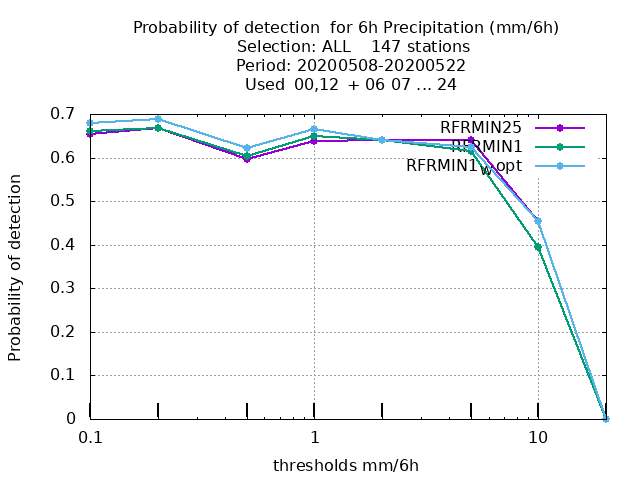 Probability of detection  for 6h Precipitation (mm/6h)
Selection: ALL    147 stations
Period: 20200508-20200522
Used  00,12  + 06 07 ... 24
RFRMIN25
RFRMIN1
RFRMIN1wopt
0.7
0.6
0.5
0.4
0.3
0.2
0.1
0
Probability of detection
0.1
1
10
thresholds mm/6h